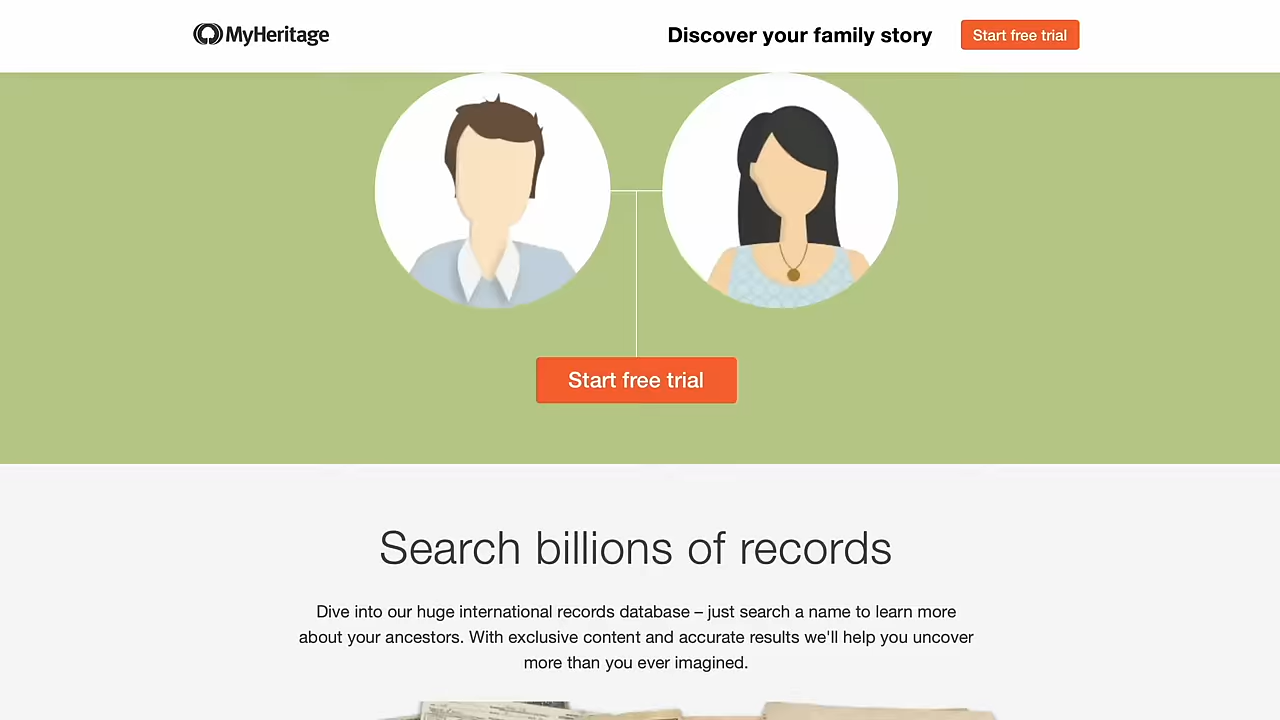 MyHeritage
Discover your family story
Start free trial
Start free trial
Search billions of records
Dive into our huge international records database – just search a name to learn more
about your ancestors. With exclusive content and accurate results we'll help you uncover
more than you ever imagined.